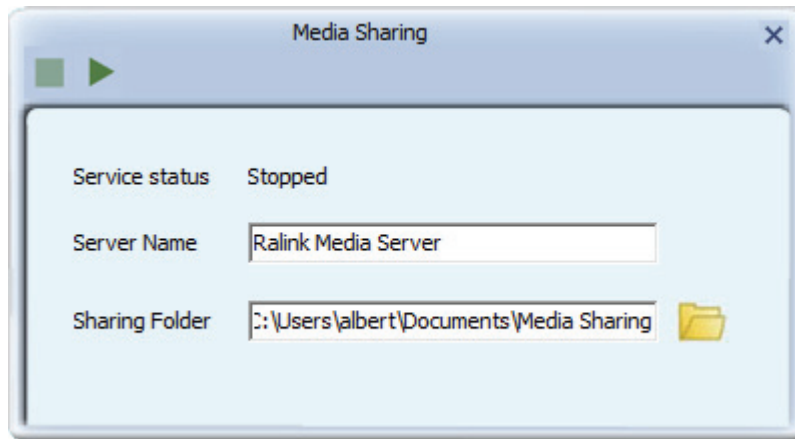 Media Sharing
Service status Stopped
Server Name Ralink Media Server
Sharing Folder :\Users\albert\Documents\Media Sharing